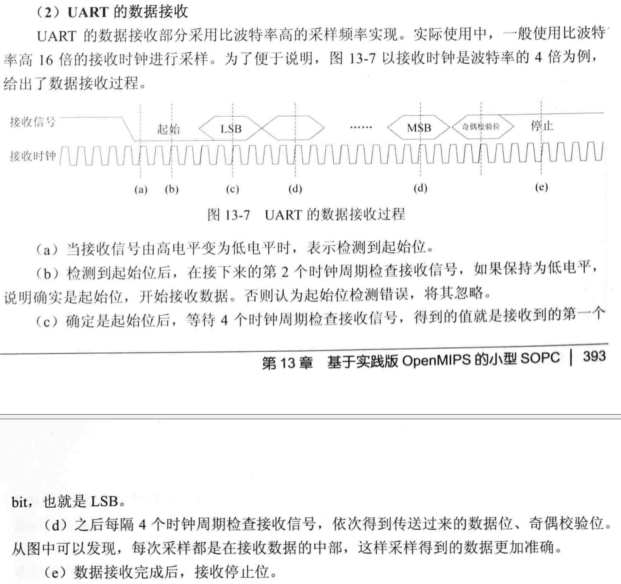 （2）UART 的数据接收
UART 的数据接收部分采用比波特率高的采样频率实现。实际使用中，一般使用比波特
率高 16 倍的接收时钟进行采样。为了便于说明，图 13-7 以接收时钟是波特率的 4 倍为例，
给出了数据接收过程。
接收信号 起始 LSB …… MSB 奇偶校验位 停止
接收时钟
(a) (b) (c) (d) (d) (e)
图 13-7 UART 的数据接收过程
（a）当接收信号由高电平变为低电平时，表示检测到起始位。
（b）检测到起始位后，在接下来的第 2 个时钟周期检查接收信号，如果保持为低电平，
说明确实是起始位，开始接收数据。否则认为起始位检测错误，将其忽略。
（c）确定是起始位后，等待 4 个时钟周期检查接收信号，得到的值就是接收到的第一个
第 13 章 基于实践版 OpenMIPS 的小型 SOPC | 393
bit，也就是 LSB。
（d）之后每隔 4 个时钟周期检查接收信号，依次得到传送过来的数据位、奇偶校验位。
从图中可以发现，每次采样都是在接收数据的中部，这样采样得到的数据更加准确。
（e）数据接收完成后，接收停止位。